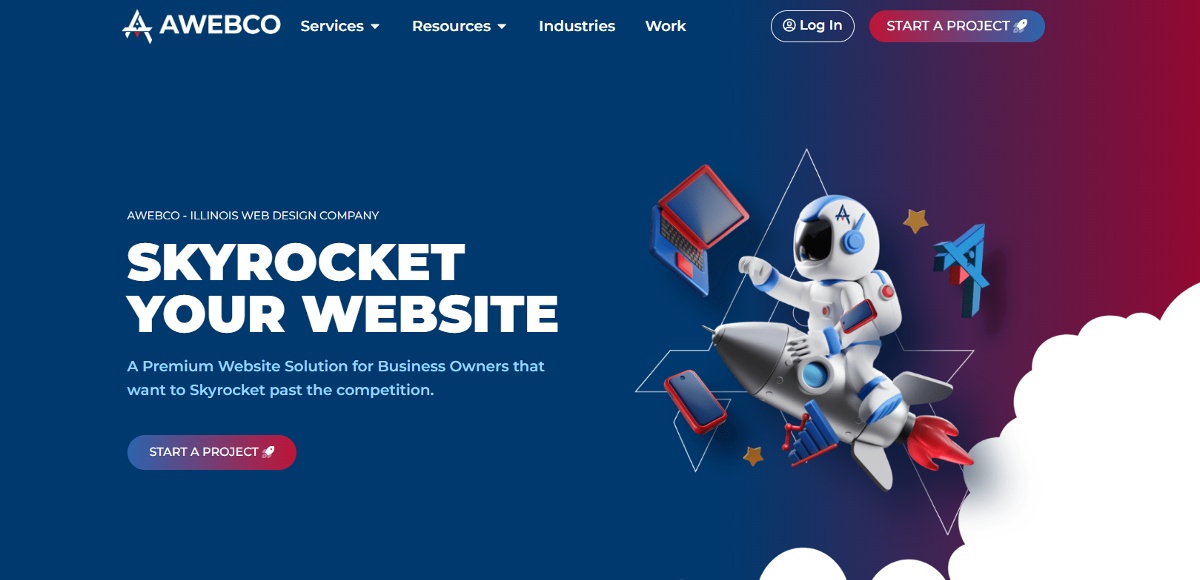 AWEBCO
Services
Resources
Industries
Work
Log In
START A PROJECT
AWEBCO - ILLINOIS WEB DESIGN COMPANY
SKYROCKET
YOUR WEBSITE
A Premium Website Solution for Business Owners that
want to Skyrocket past the competition.
START A PROJECT